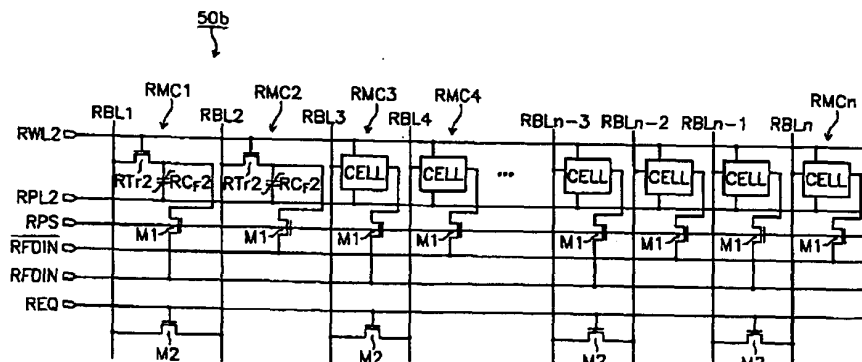 50b
RMC1 RMC2 RMC3 RMC4 RMCn
RBL1 RBL2 RBL3 RBL4 RBLn-3 RBLn-2 RBLn-1 RBLn
RWL2
CELL CELL ... CELL CELL CELL CELL
RTr2 RCF2 RTr2 RCF2
RPL2
RPS
M1 M1 M1 M1 M1 M1 M1 M1
RFDIN
RFDIN
REQ
M2 M2 M2 M2